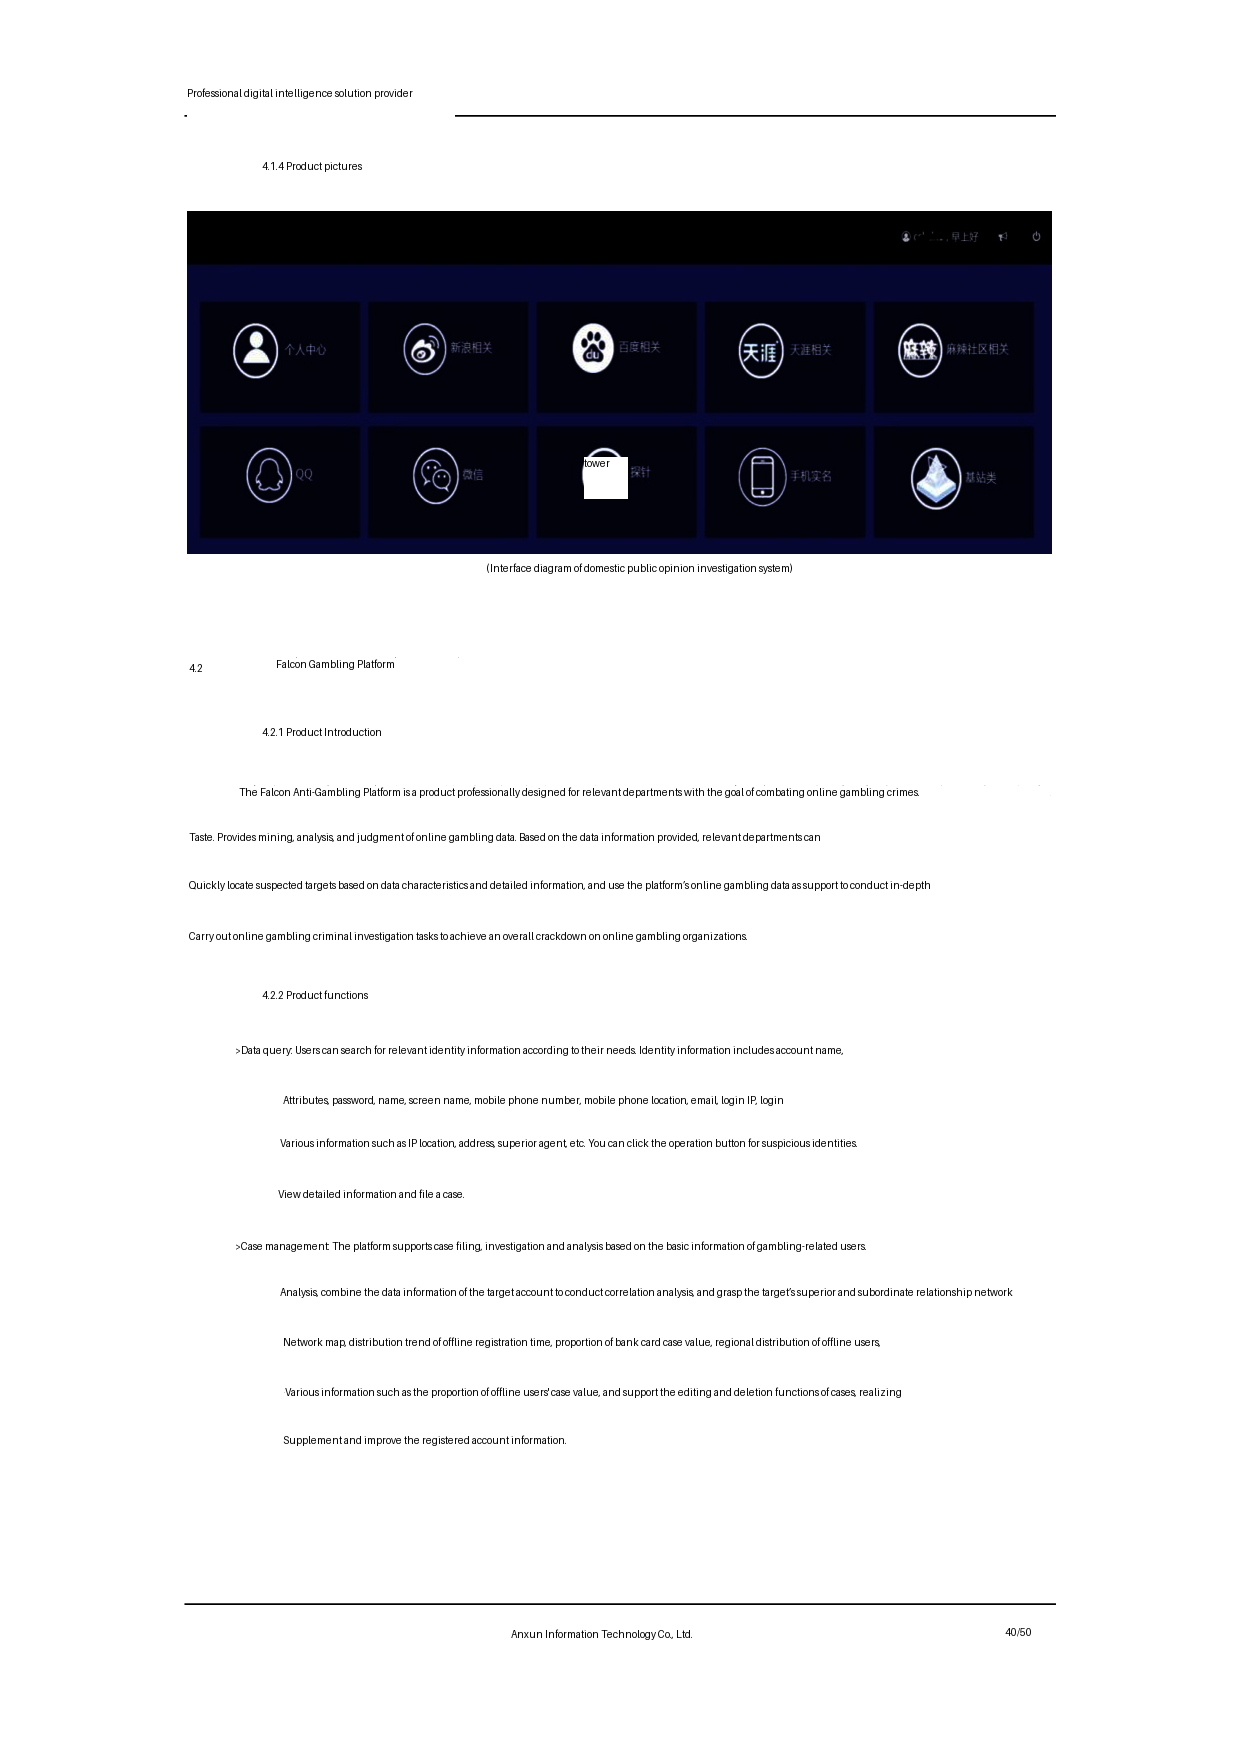 Professional digital intelligence solution provider
4.1.4 Product pictures
早上好
个人中心
新浪相关
du 百度相关
天涯 天涯相关
麻辣 麻辣社区相关
QQ
微信
tower 探针
手机实名
基站类
(Interface diagram of domestic public opinion investigation system)
4.2 Falcon Gambling Platform
4.2.1 Product Introduction
The Falcon Anti-Gambling Platform is a product professionally designed for relevant departments with the goal of combating online gambling crimes.
Taste. Provides mining, analysis, and judgment of online gambling data. Based on the data information provided, relevant departments can
Quickly locate suspected targets based on data characteristics and detailed information, and use the platform's online gambling data as support to conduct in-depth
Carry out online gambling criminal investigation tasks to achieve an overall crackdown on online gambling organizations.
4.2.2 Product functions
>Data query: Users can search for relevant identity information according to their needs. Identity information includes account name,
Attributes, password, name, screen name, mobile phone number, mobile phone location, email, login IP, login
Various information such as IP location, address, superior agent, etc. You can click the operation button for suspicious identities.
View detailed information and file a case.
>Case management: The platform supports case filing, investigation and analysis based on the basic information of gambling-related users.
Analysis, combine the data information of the target account to conduct correlation analysis, and grasp the target's superior and subordinate relationship network
Network map, distribution trend of offline registration time, proportion of bank card case value, regional distribution of offline users,
Various information such as the proportion of offline users' case value, and support the editing and deletion functions of cases, realizing
Supplement and improve the registered account information.
Anxun Information Technology Co., Ltd.
40/50